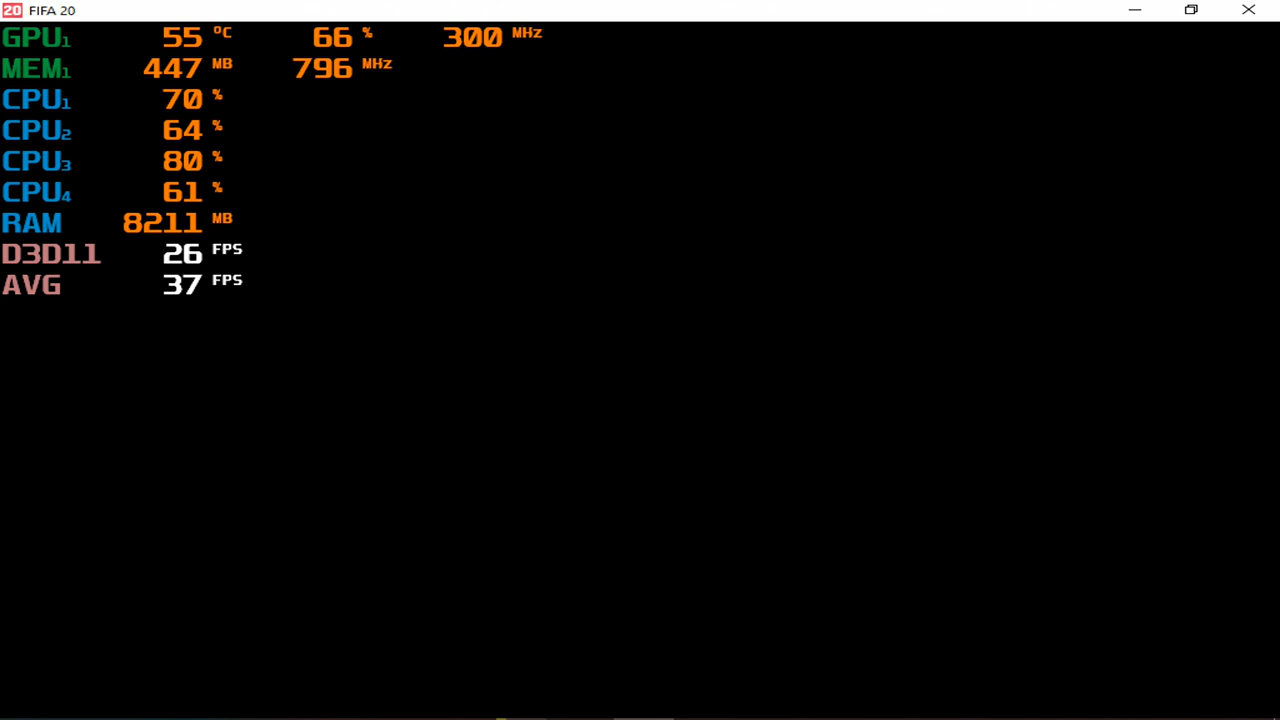 20 FIFA 20
GPU1 55 °C 66 % 300 MHz
MEM1 447 MB 796 MHz
CPU1 70 %
CPU2 64 %
CPU3 80 %
CPU4 61 %
RAM 8211 MB
D3D11 26 FPS
AVG 37 FPS